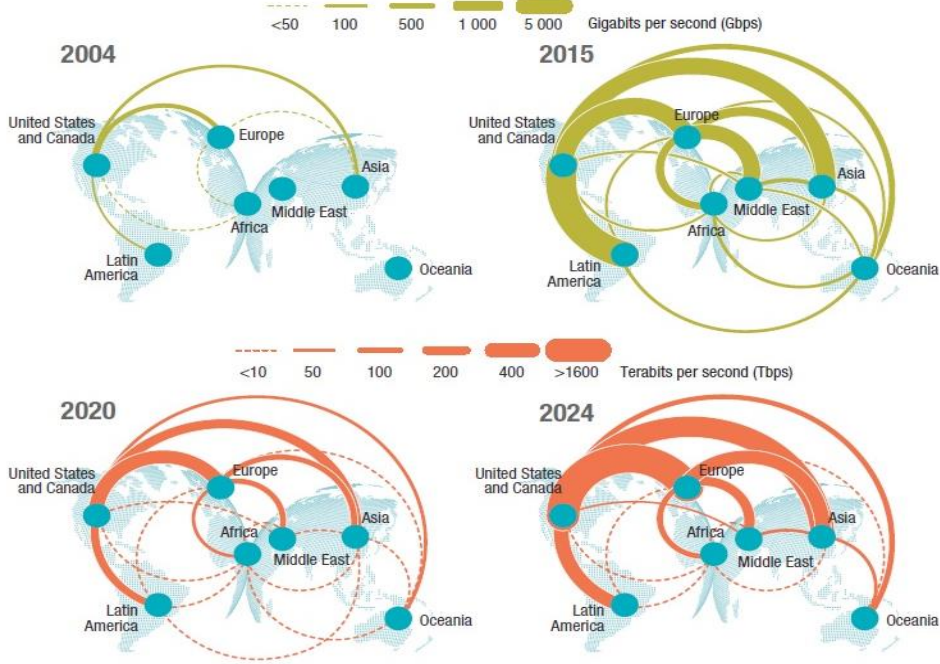 <50 100 500 1 000 5 000 Gigabits per second (Gbps)
2004
United States
and Canada
Europe
Asia
Middle East
Africa
Latin
America
Oceania
2015
United States
and Canada
Europe
Asia
Middle East
Africa
Latin
America
Oceania
<10 50 100 200 400 >1600 Terabits per second (Tbps)
2020
United States
and Canada
Europe
Africa
Asia
Middle East
Latin
America
Oceania
2024
United States
and Canada
Europe
Africa
Asia
Middle East
Latin
America
Oceania